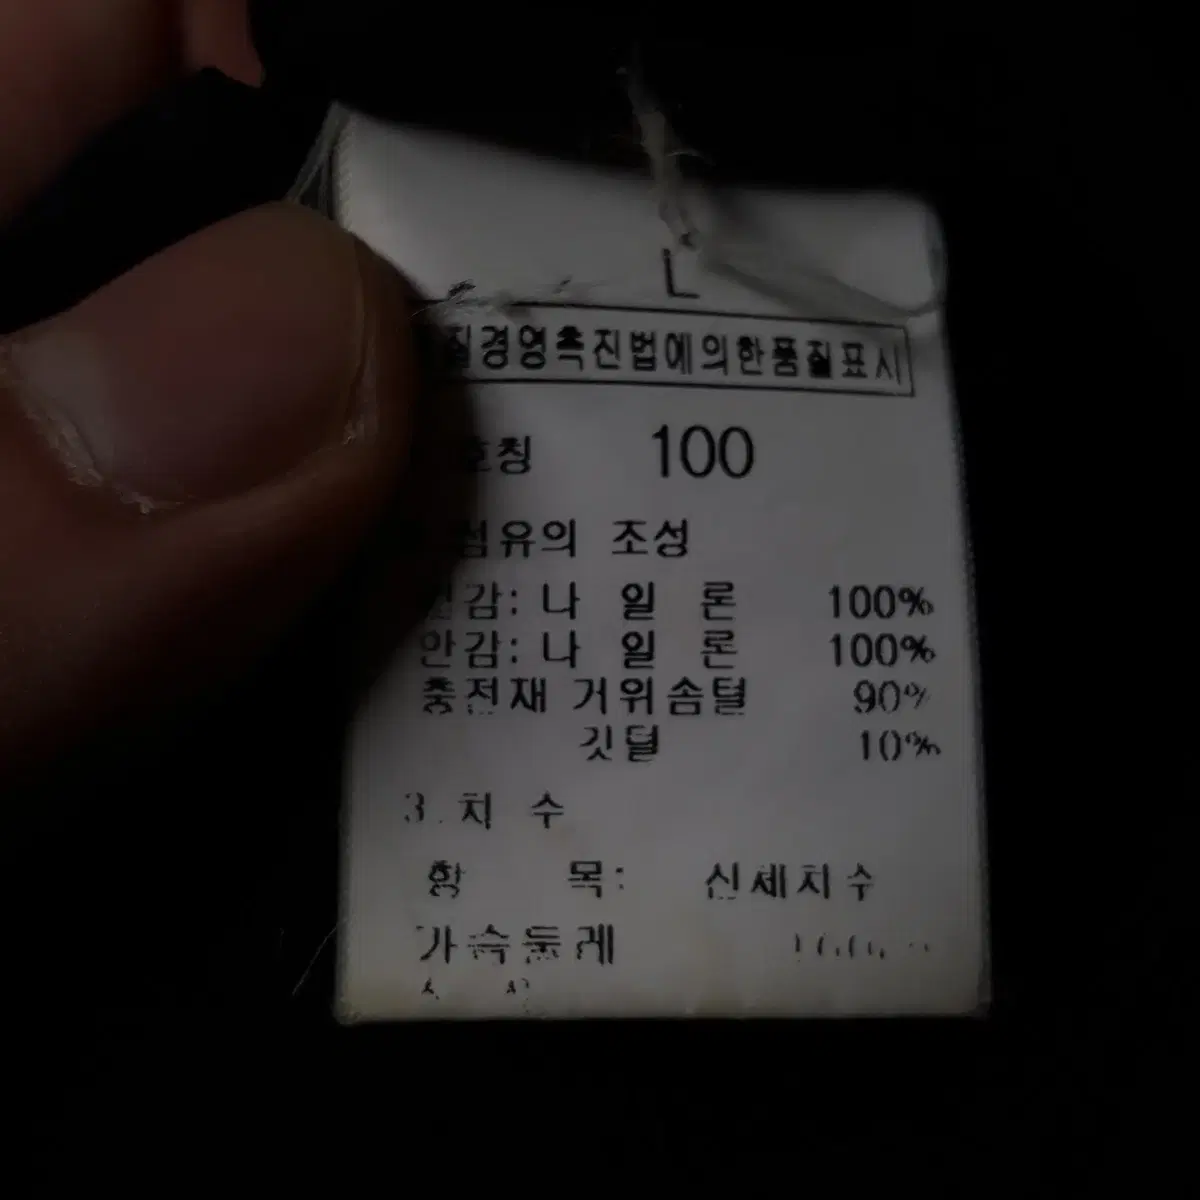 L
질경영촉진법에의한품질표시
호칭 100
섬유의 조성
감: 나 일 론 100%
안감: 나 일 론 100%
충전재 거위솜털 90%
깃털 10%
3. 치 수
항 목: 신체치수
가슴둘레